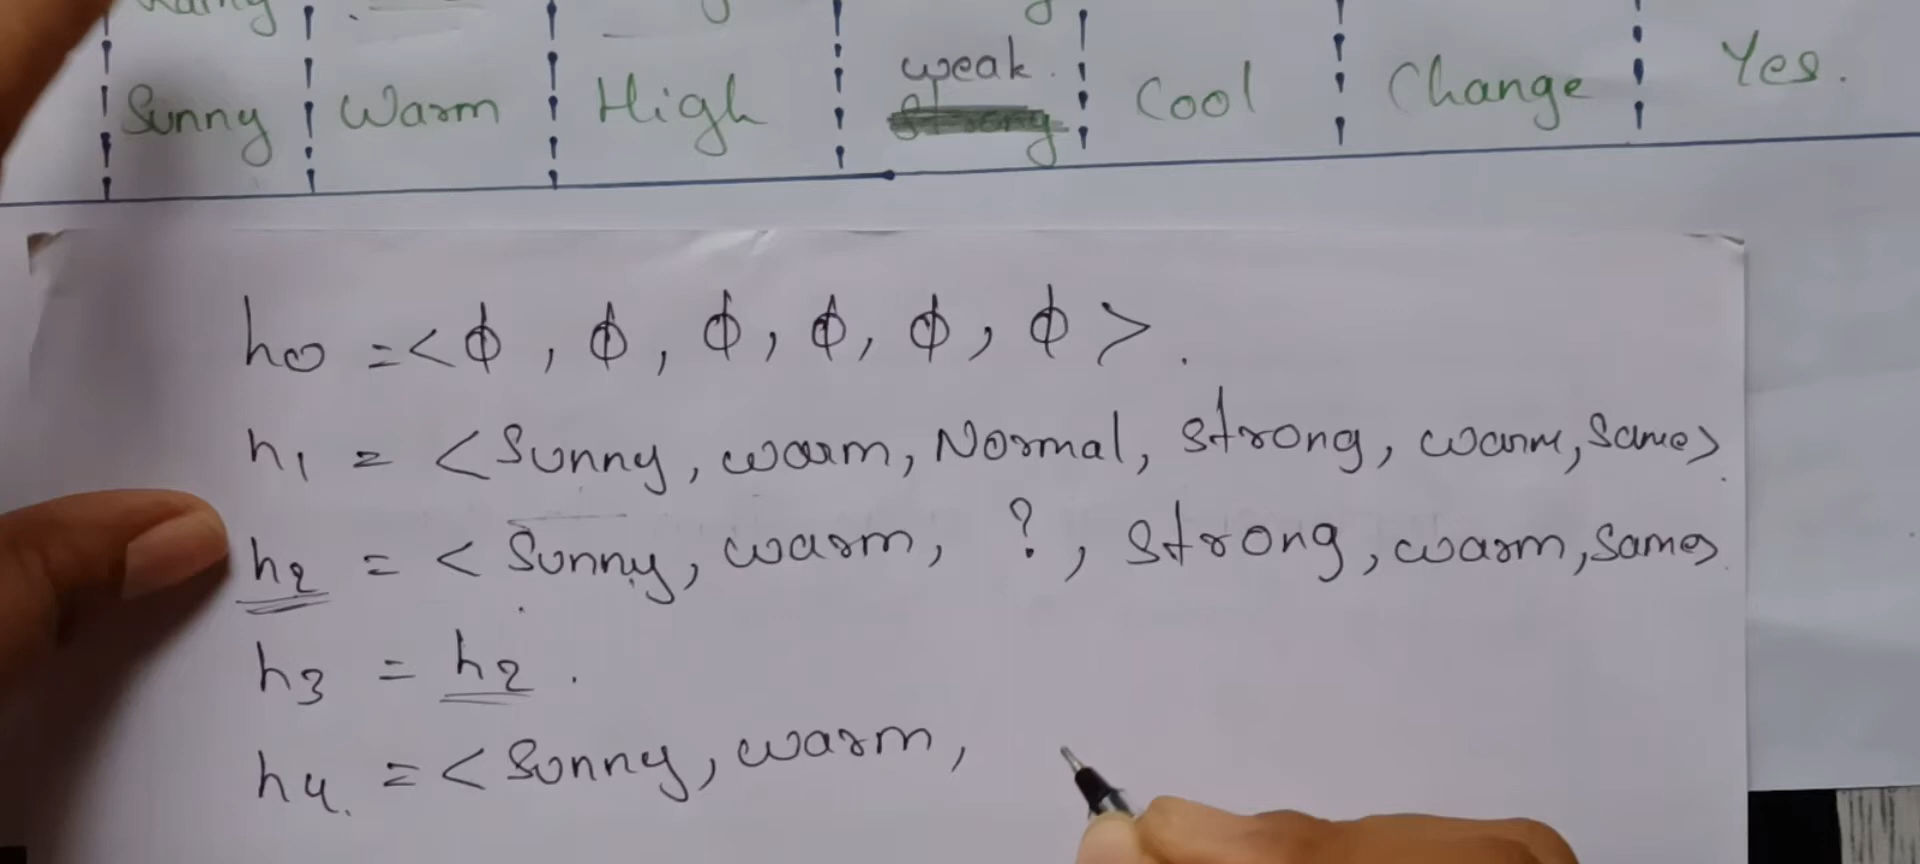 weak.
Sunny Warm High Strong Cool Change Yes.
h0 = < ϕ, ϕ, ϕ, ϕ, ϕ, ϕ >.
h1 = < Sunny, warm, Normal, strong, warm, same>
h2 = < Sunny, warm, ?, strong, warm, same>
h3 = h2.
h4. = < Sunny, warm,